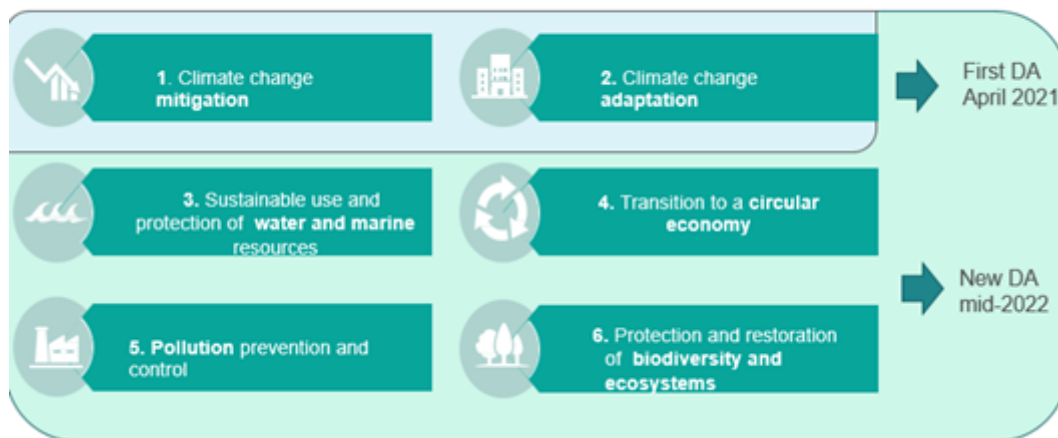 1. Climate change
mitigation
2. Climate change
adaptation
First DA
April 2021
3. Sustainable use and
protection of water and marine
resources
4. Transition to a circular
economy
5. Pollution prevention and
control
6. Protection and restoration
of biodiversity and
ecosystems
New DA
mid-2022